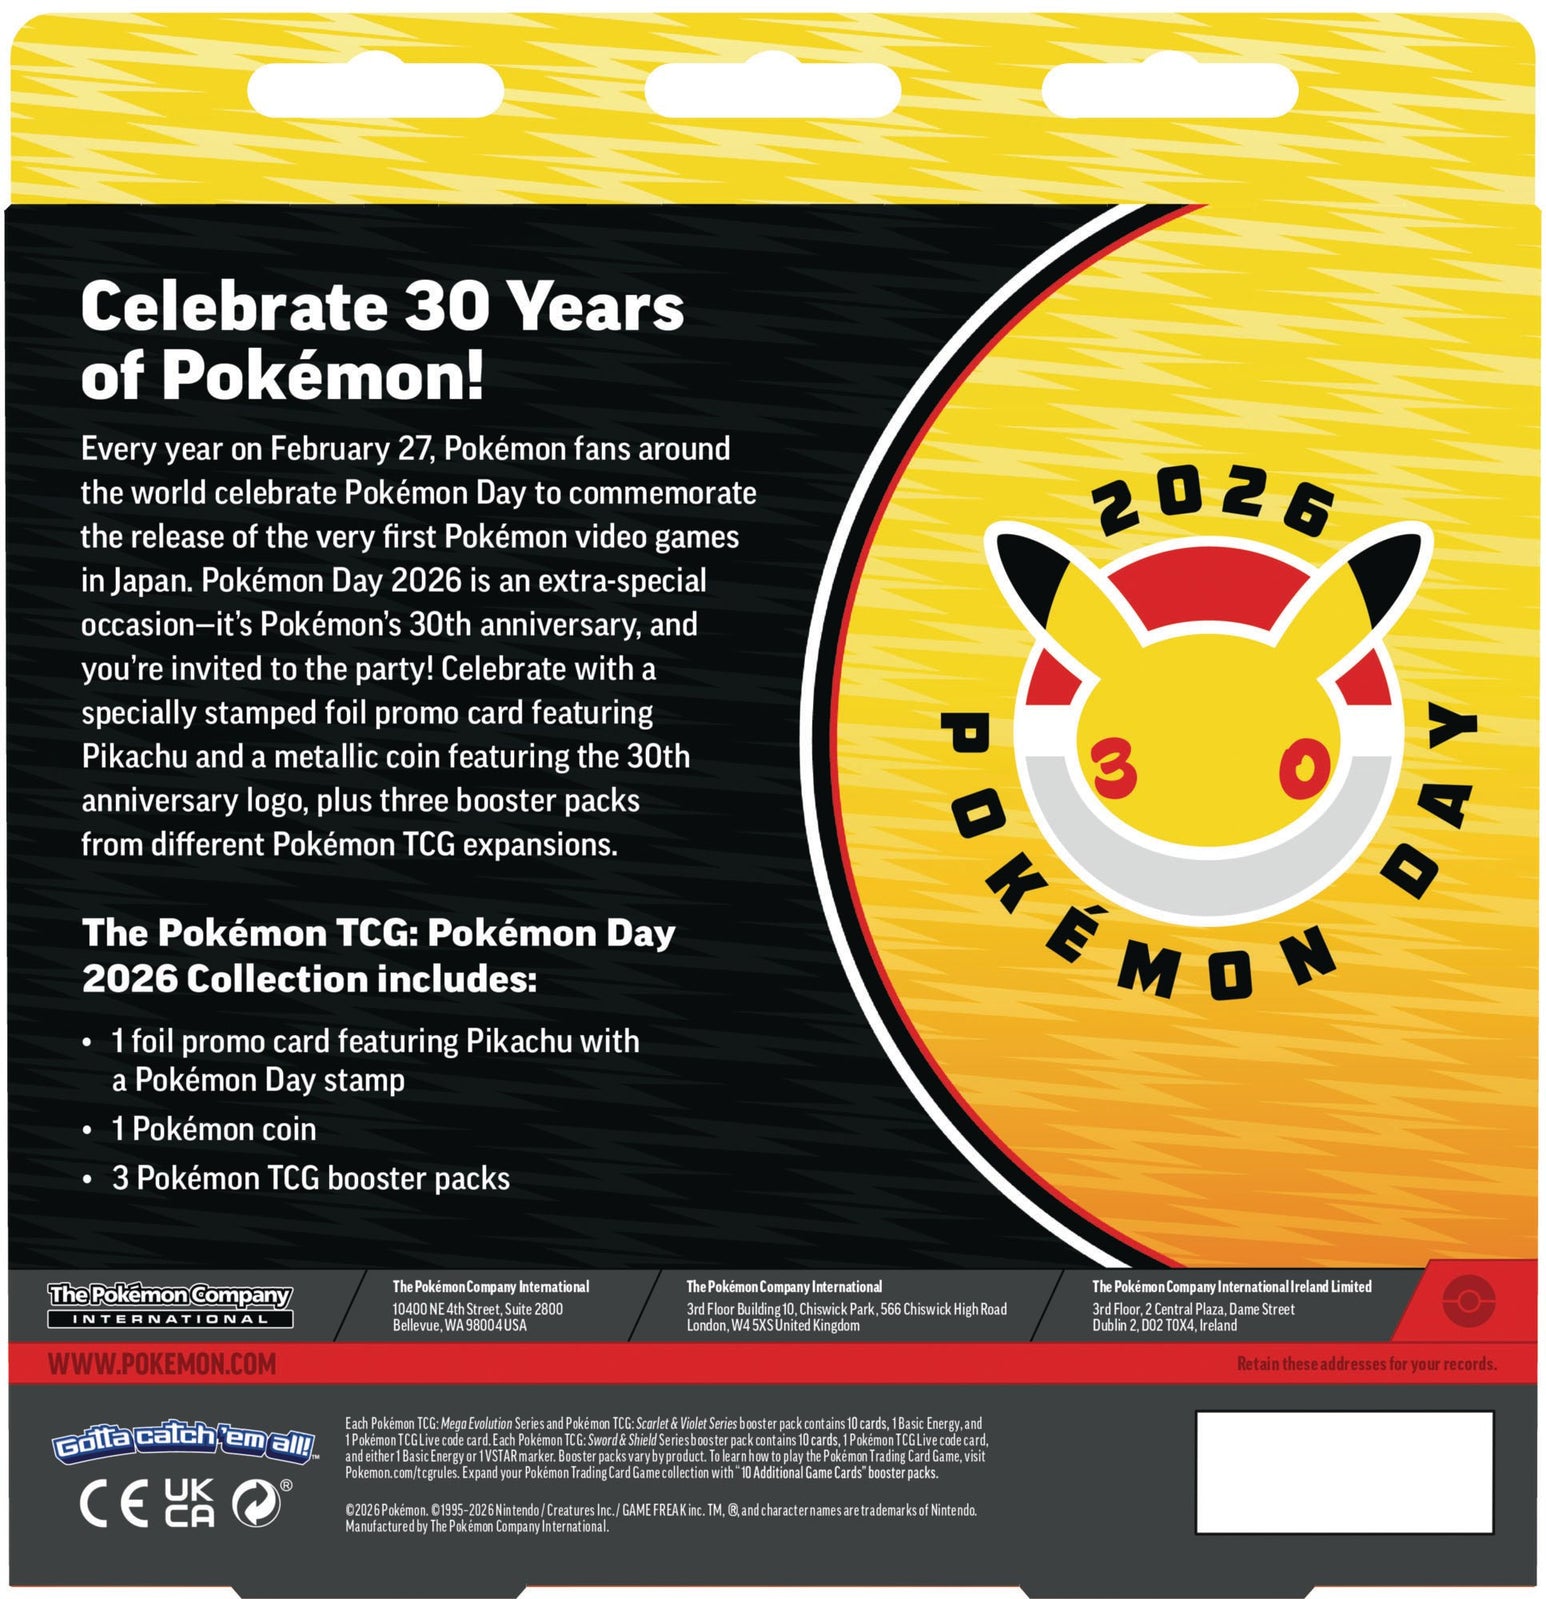 Celebrate 30 Years
of Pokémon!
Every year on February 27, Pokémon fans around
the world celebrate Pokémon Day to commemorate
the release of the very first Pokémon video games
in Japan. Pokémon Day 2026 is an extra-special
occasion—it's Pokémon's 30th anniversary, and
you're invited to the party! Celebrate with a
specially stamped foil promo card featuring
Pikachu and a metallic coin featuring the 30th
anniversary logo, plus three booster packs
from different Pokémon TCG expansions.
The Pokémon TCG: Pokémon Day
2026 Collection includes:
• 1 foil promo card featuring Pikachu with
a Pokémon Day stamp
• 1 Pokémon coin
• 3 Pokémon TCG booster packs
2026
30
POKÉMON DAY
The Pokémon Company
INTERNATIONAL
The Pokémon Company International
10400 NE 4th Street, Suite 2800
Bellevue, WA 98004 USA
The Pokémon Company International
3rd Floor Building 10, Chiswick Park, 566 Chiswick High Road
London, W4 5XS United Kingdom
The Pokémon Company International Ireland Limited
3rd Floor, 2 Central Plaza, Dame Street
Dublin 2, D02 T0X4, Ireland
WWW.POKEMON.COM
Retain these addresses for your records.
Gotta catch 'em all!™
CE UK
CA ®
Each Pokémon TCG: Mega Evolution Series and Pokémon TCG: Scarlet & Violet Series booster pack contains 10 cards, 1 Basic Energy, and
1 Pokémon TCG Live code card. Each Pokémon TCG: Sword & Shield Series booster pack contains 10 cards, 1 Pokémon TCG Live code card,
and either 1 Basic Energy or 1 VSTAR marker. Booster packs vary by product. To learn how to play the Pokémon Trading Card Game, visit
Pokemon.com/tcgrules. Expand your Pokémon Trading Card Game collection with "10 Additional Game Cards" booster packs.
©2026 Pokémon. ©1995–2026 Nintendo / Creatures Inc. / GAME FREAK inc. TM, ®, and character names are trademarks of Nintendo.
Manufactured by The Pokémon Company International.